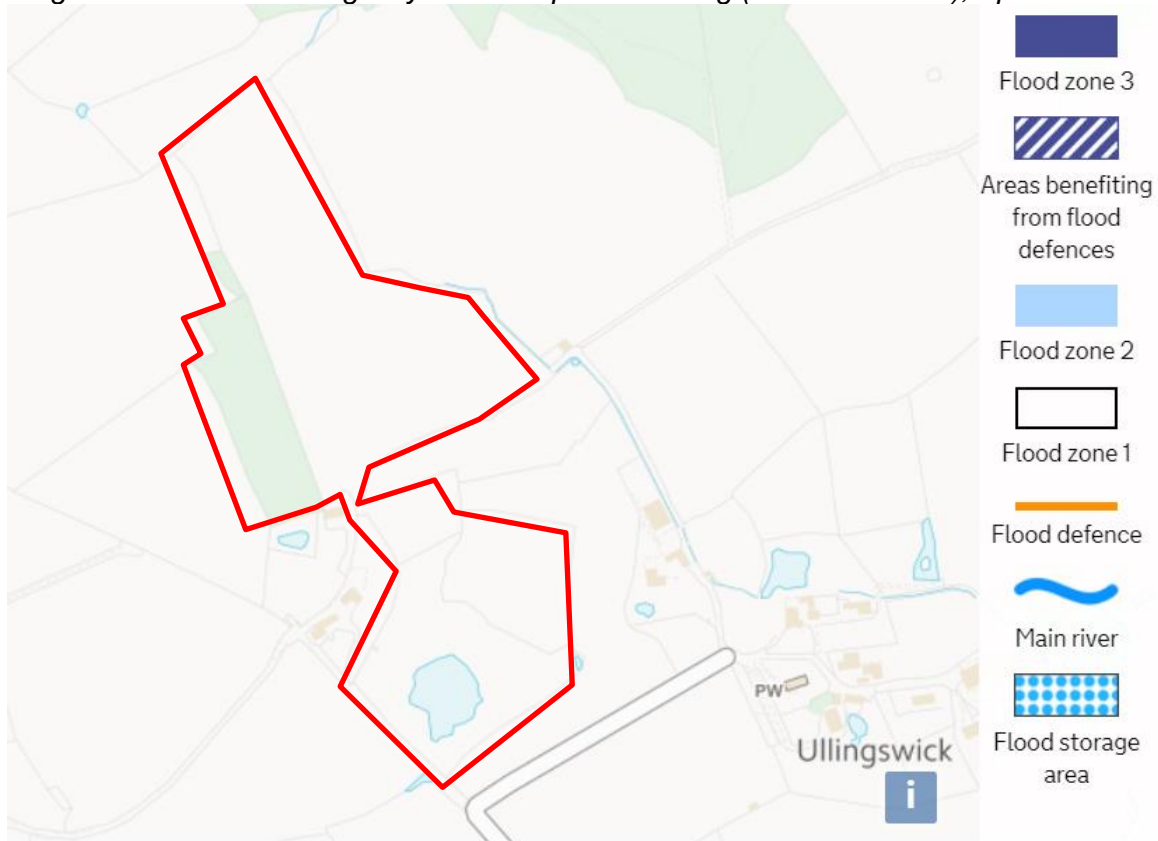 Flood zone 3
Areas benefiting
from flood
defences
Flood zone 2
Flood zone 1
Flood defence
Main river
Flood storage
area
PW
Ullingswick
i